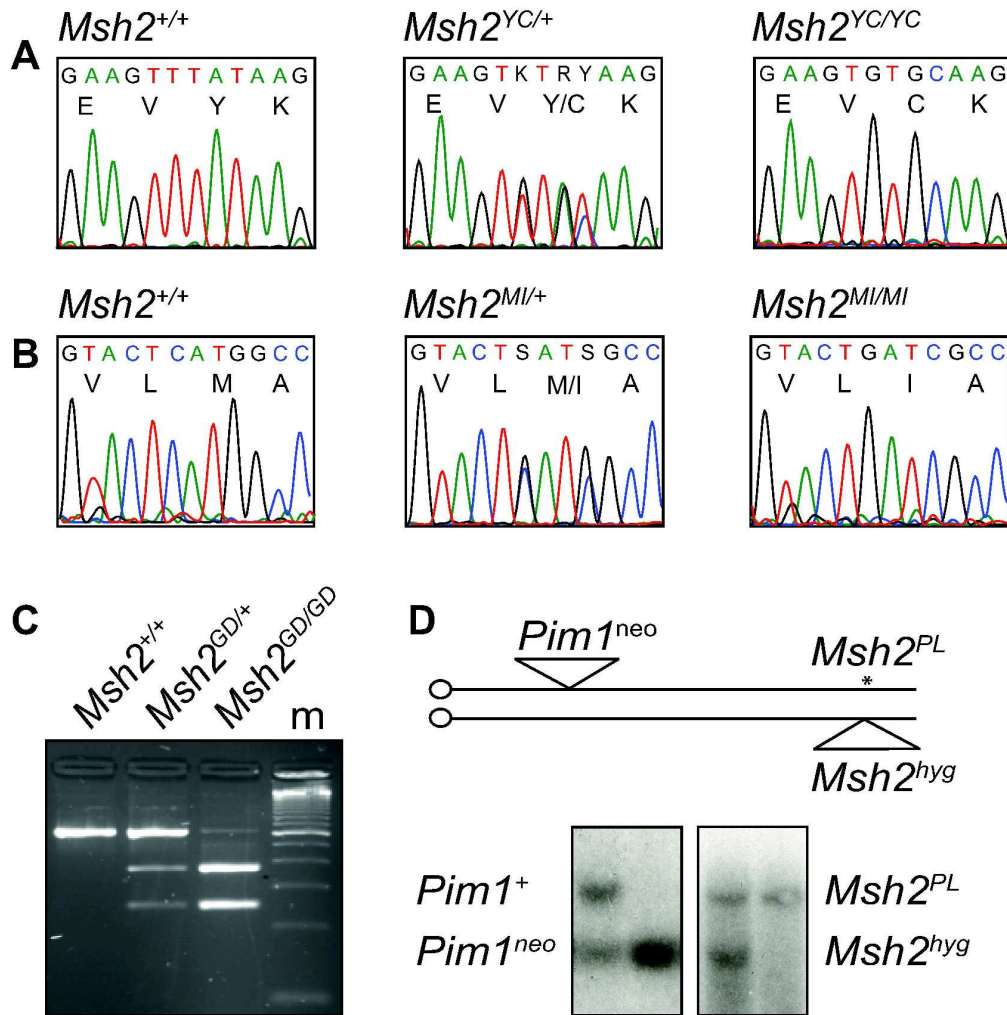 A
Msh2+/+
GAAGTTTATAAG
E V Y K
Msh2YC/+
GAAGTKTRYAAG
E V Y/C K
Msh2YC/YC
GAAGTGTGCAAG
E V C K
B
Msh2+/+
GTACTCATGGCC
V L M A
Msh2MI/+
GTACTSATSGCC
V L M/I A
Msh2MI/MI
GTACTGATCGCC
V L I A
C
Msh2+/+
Msh2GD/+
Msh2GD/GD
m
D
Pim1neo
Msh2PL
*
Msh2hyg
Pim1+
Msh2PL
Pim1neo
Msh2hyg